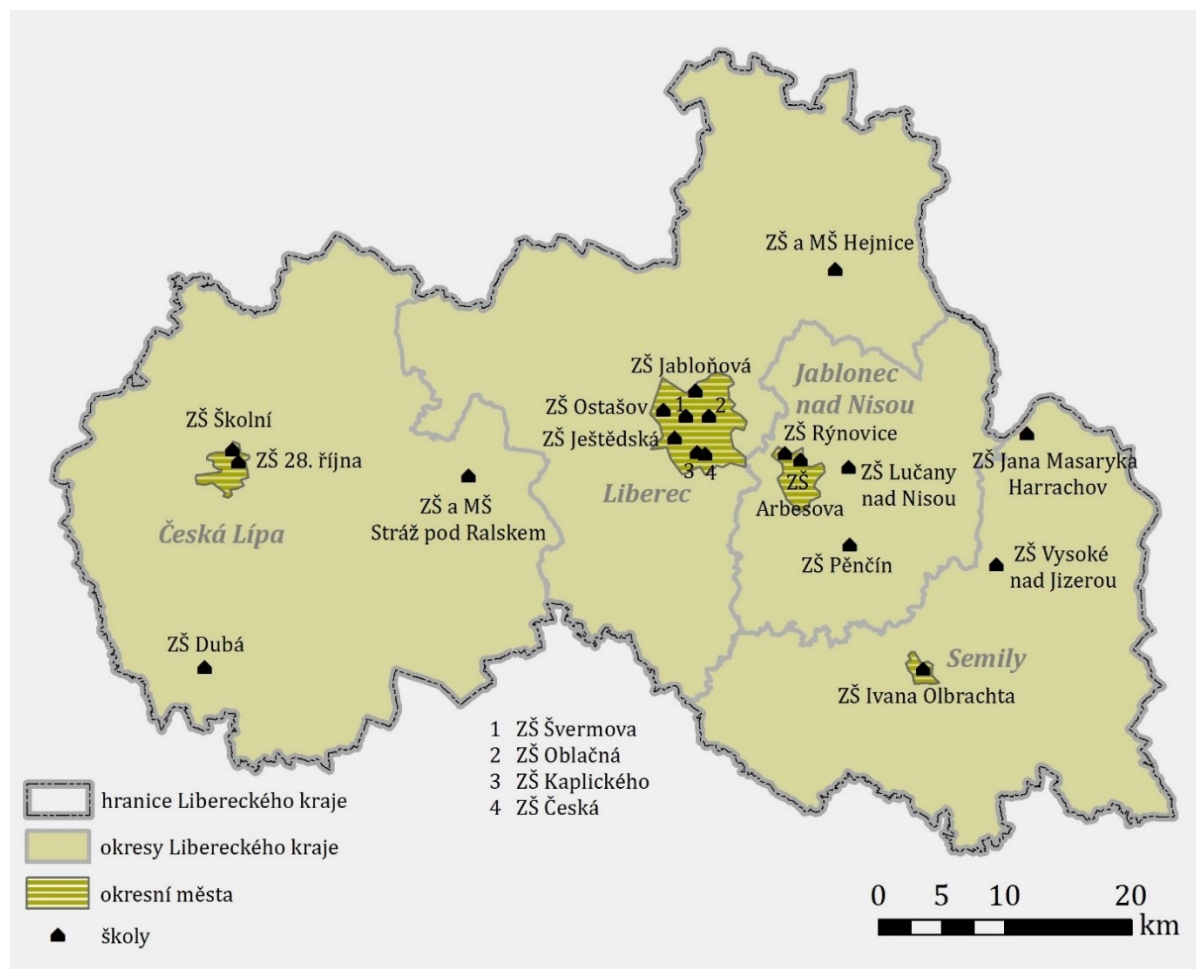 ZŠ a MŠ Hejnice
ZŠ Jabloňová
Jablonec
nad Nisou
ZŠ Ostašov
1
2
ZŠ Školní
ZŠ Ještědská
ZŠ Rýnovice
ZŠ 28. října
3
4
ZŠ
Arbesova
ZŠ Lučany
nad Nisou
ZŠ Jana Masaryka
Harrachov
Liberec
ZŠ a MŠ
Stráž pod Ralskem
Česká Lípa
ZŠ Pěnčín
ZŠ Vysoké
nad Jizerou
ZŠ Dubá
Semily
ZŠ Ivana Olbrachta
1 ZŠ Švermova
2 ZŠ Oblačná
3 ZŠ Kaplického
4 ZŠ Česká
hranice Libereckého kraje
okresy Libereckého kraje
okresní města
školy
0 5 10 20
km